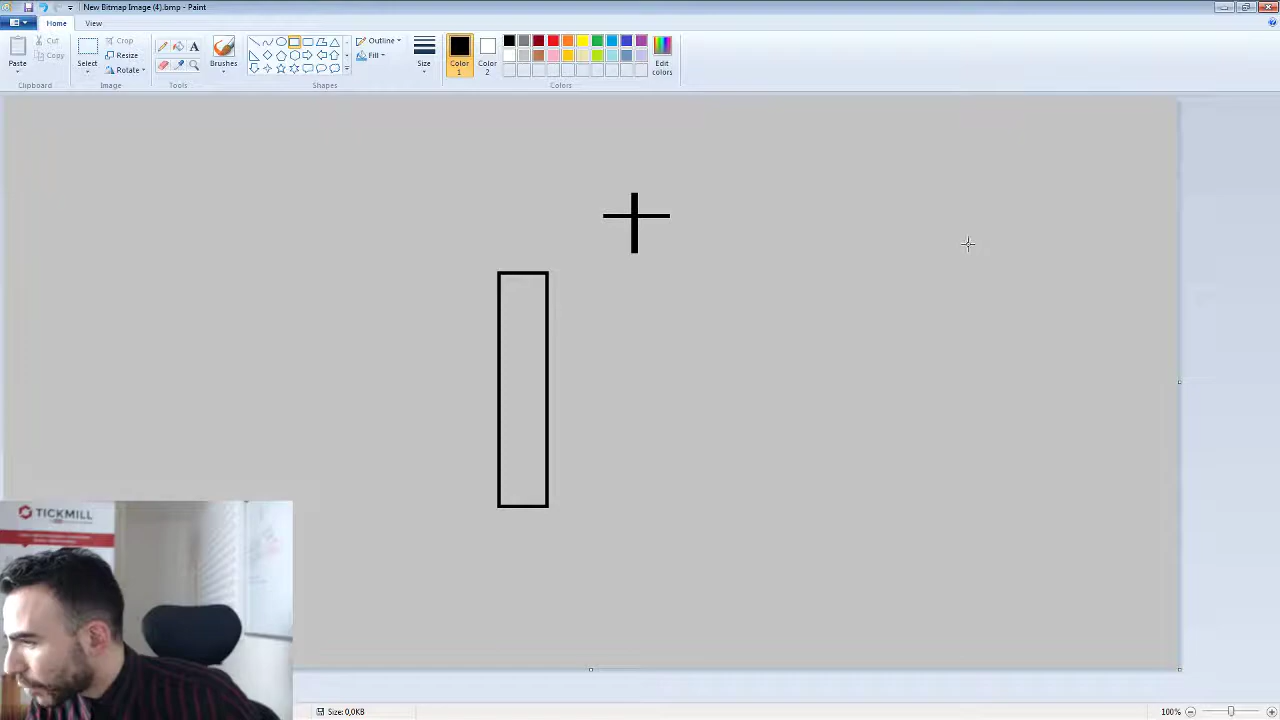 New Bitmap Image (4).bmp - Paint
Home View
Paste
Cut
Copy
Clipboard
Select
Crop
Resize
Rotate
Image
A
Tools
Brushes
Outline
Fill
Shapes
Size
Color 1
Color 2
Edit colors
Colors
TICKMILL
Size: 0,0KB
100%